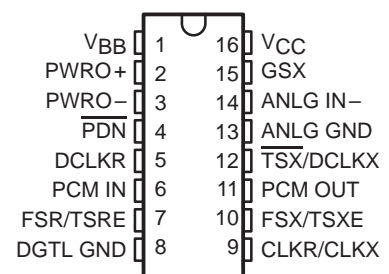 VBB 1 16 VCC
PWRO+ 2 15 GSX
PWRO– 3 14 ANLG IN–
PDN 4 13 ANLG GND
DCLKR 5 12 TSX/DCLKX
PCM IN 6 11 PCM OUT
FSR/TSRE 7 10 FSX/TSXE
DGTL GND 8 9 CLKR/CLKX